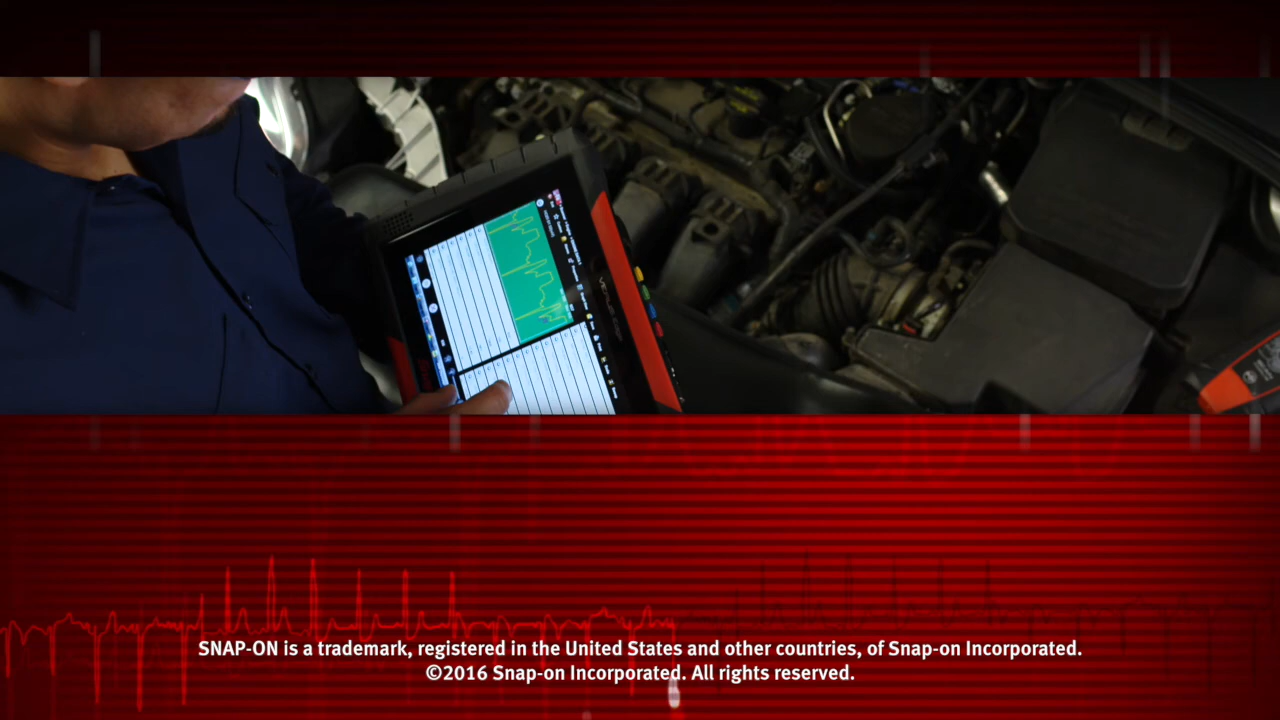 SNAP-ON is a trademark, registered in the United States and other countries, of Snap-on Incorporated.
©2016 Snap-on Incorporated. All rights reserved.